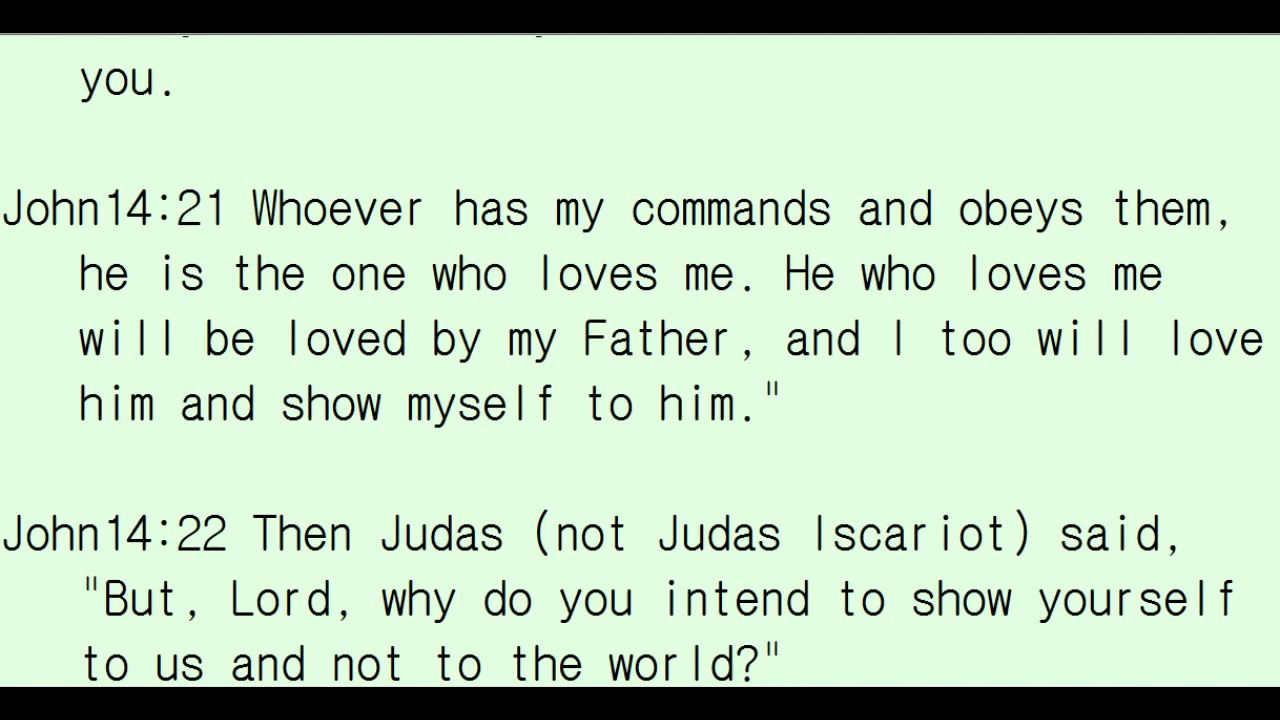 you.
John14:21 Whoever has my commands and obeys them,
he is the one who loves me. He who loves me
will be loved by my Father, and I too will love
him and show myself to him."
John14:22 Then Judas (not Judas Iscariot) said,
"But, Lord, why do you intend to show yourself
to us and not to the world?"